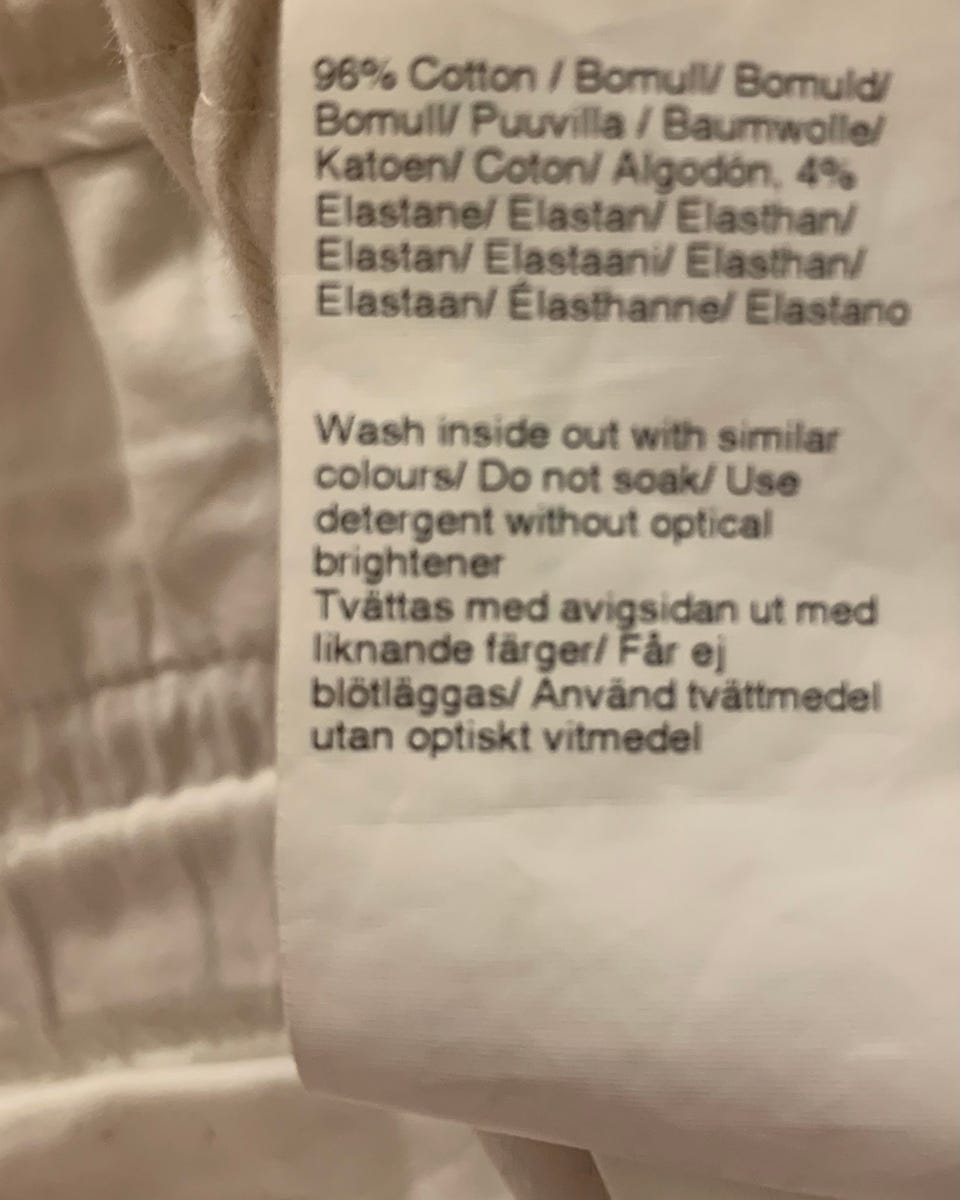 96% Cotton / Bomull/ Bomuld/
Bomull/ Puuvilla / Baumwolle/
Katoen/ Coton/ Algodón, 4%
Elastane/ Elastan/ Elasthan/
Elastan/ Elastaani/ Elasthan/
Elastaan/ Élasthanne/ Elastano
Wash inside out with similar
colours/ Do not soak/ Use
detergent without optical
brightener
Tvättas med avigsidan ut med
liknande färger/ Får ej
blötläggas/ Använd tvättmedel
utan optiskt vitmedel